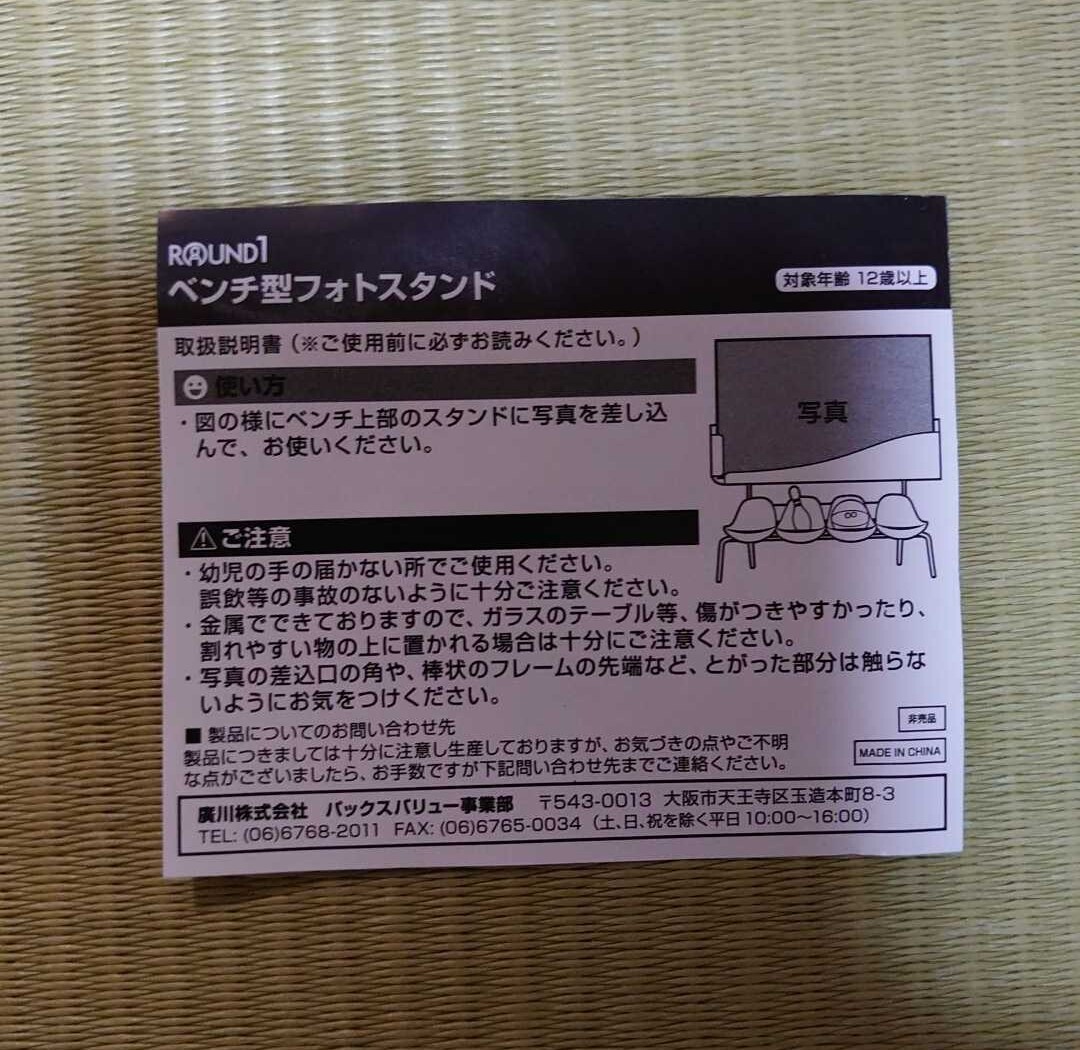 ROUND1
ベンチ型フォトスタンド
対象年齢 12歳以上
取扱説明書（※ご使用前に必ずお読みください。）
使い方
・図の様にベンチ上部のスタンドに写真を差し込
んで、お使いください。
写真
ご注意
・幼児の手の届かない所でご使用ください。
誤飲等の事故のないように十分ご注意ください。
・金属でできておりますので、ガラスのテーブル等、傷がつきやすかったり、
割れやすい物の上に置かれる場合は十分にご注意ください。
・写真の差込口の角や、棒状のフレームの先端など、とがった部分は触らな
いようにお気をつけください。
非売品
■ 製品についてのお問い合わせ先
製品につきましては十分に注意し生産しておりますが、お気づきの点やご不明
な点がございましたら、お手数ですが下記問い合わせ先までご連絡ください。
MADE IN CHINA
廣川株式会社 バックスバリュー事業部 〒543-0013 大阪市天王寺区玉造本町8-3
TEL: (06)6768-2011 FAX: (06)6765-0034（土、日、祝を除く平日10:00〜16:00）